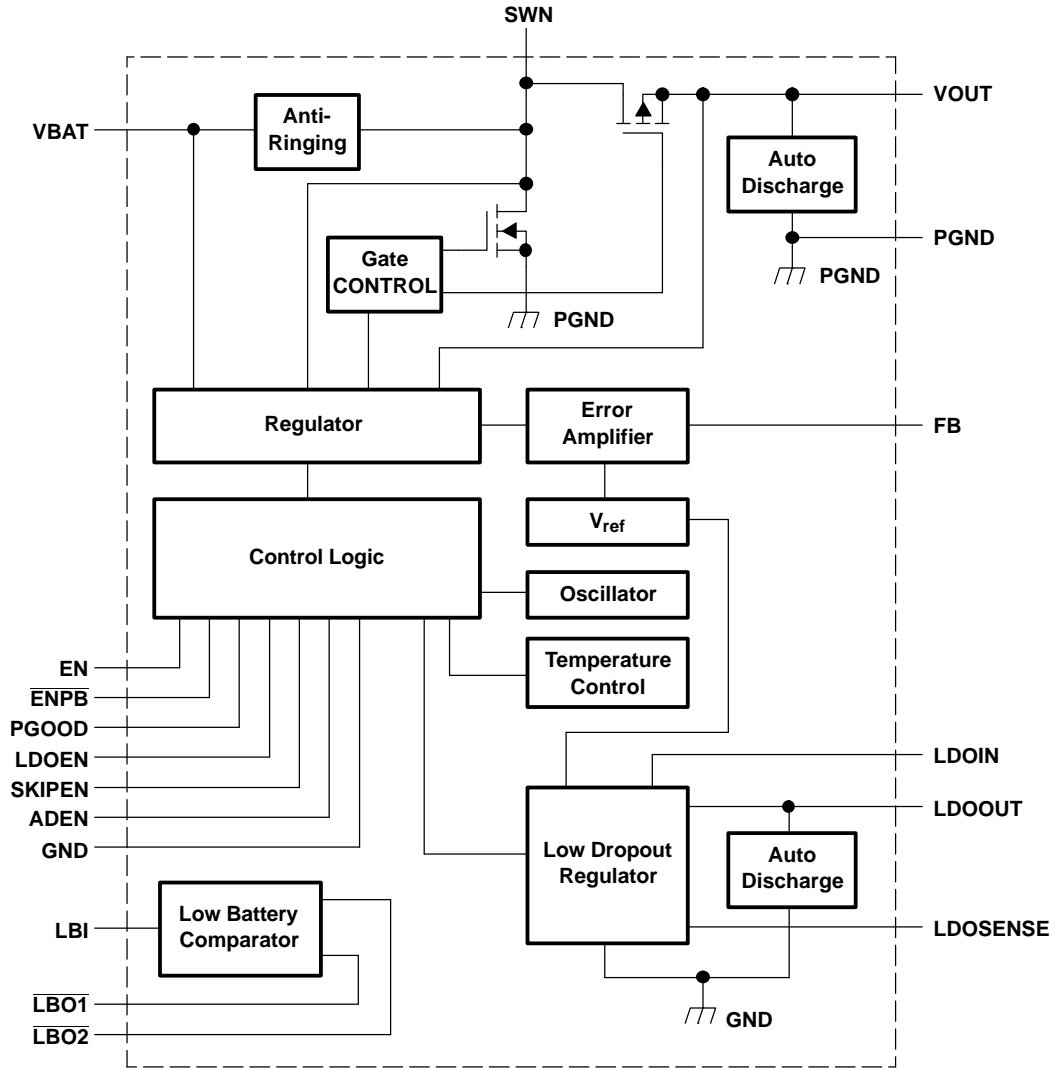 SWN
VBAT
Anti-
Ringing
VOUT
Auto
Discharge
PGND
PGND
Gate
CONTROL
PGND
Regulator
Error
Amplifier
FB
Vref
Control Logic
Oscillator
Temperature
Control
EN
ENPB
PGOOD
LDOEN
SKIPEN
ADEN
GND
LDOIN
LDOOUT
Low Dropout
Regulator
Auto
Discharge
LDOSENSE
GND
LBI
Low Battery
Comparator
LBO1
LBO2